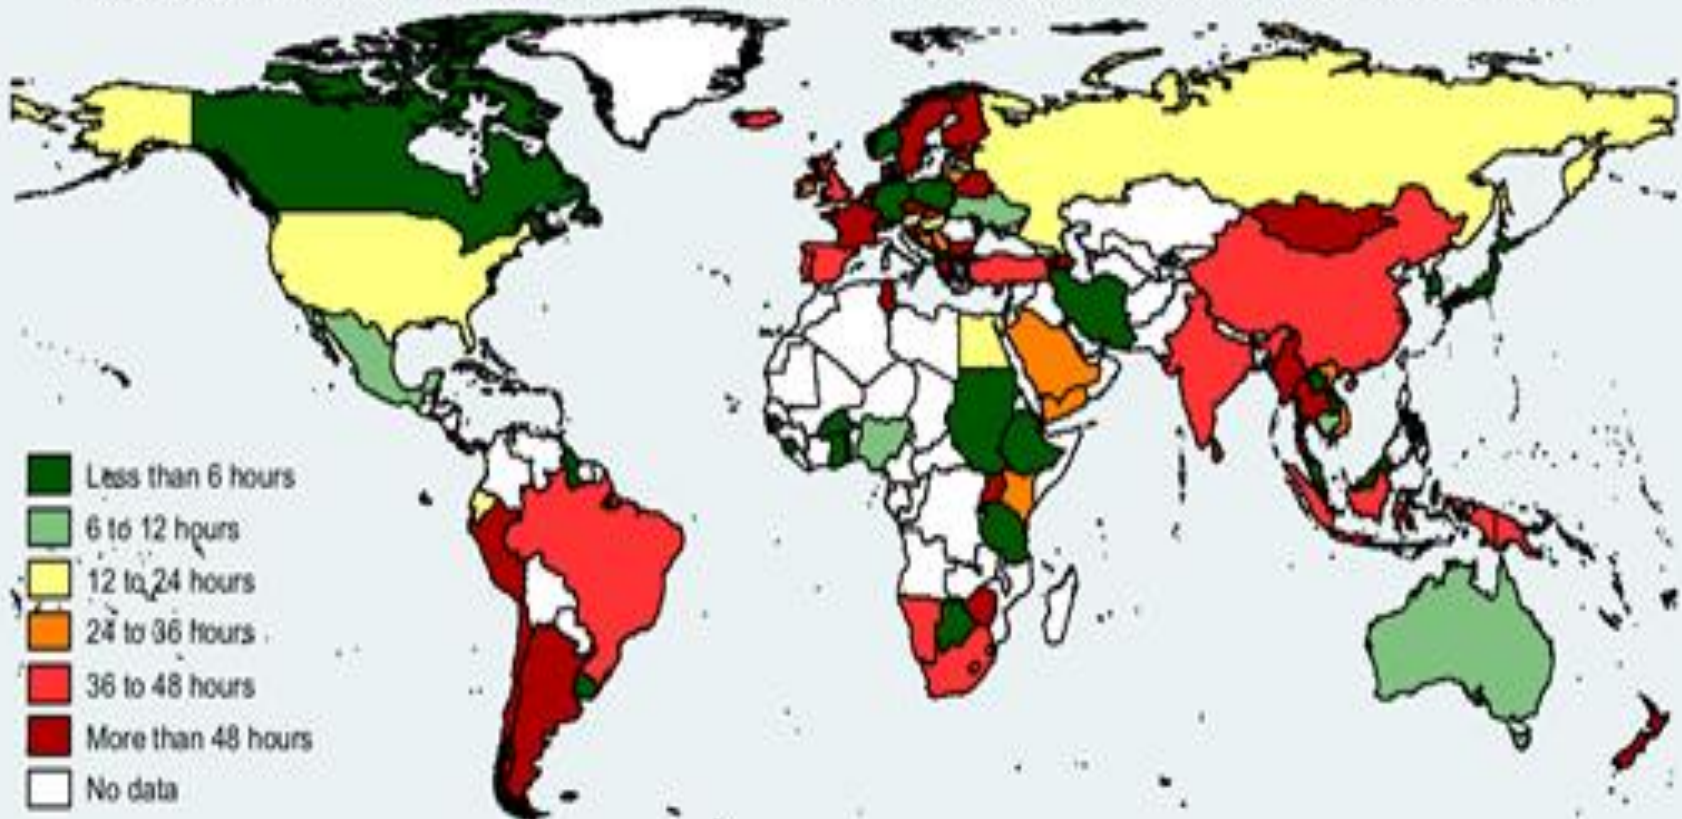 Less than 6 hours
6 to 12 hours
12 to 24 hours
24 to 36 hours
36 to 48 hours
More than 48 hours
No data